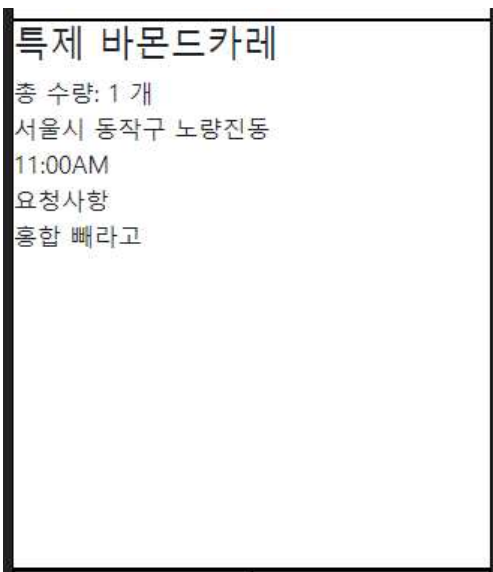 특제 바몬드카레
총 수량: 1 개
서울시 동작구 노량진동
11:00AM
요청사항
홍합 빼라고